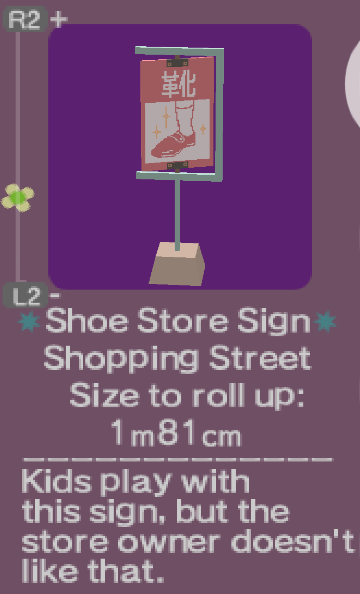 R2 +
靴
L2 -
Shoe Store Sign
Shopping Street
Size to roll up:
1m81cm
Kids play with
this sign, but the
store owner doesn't
like that.